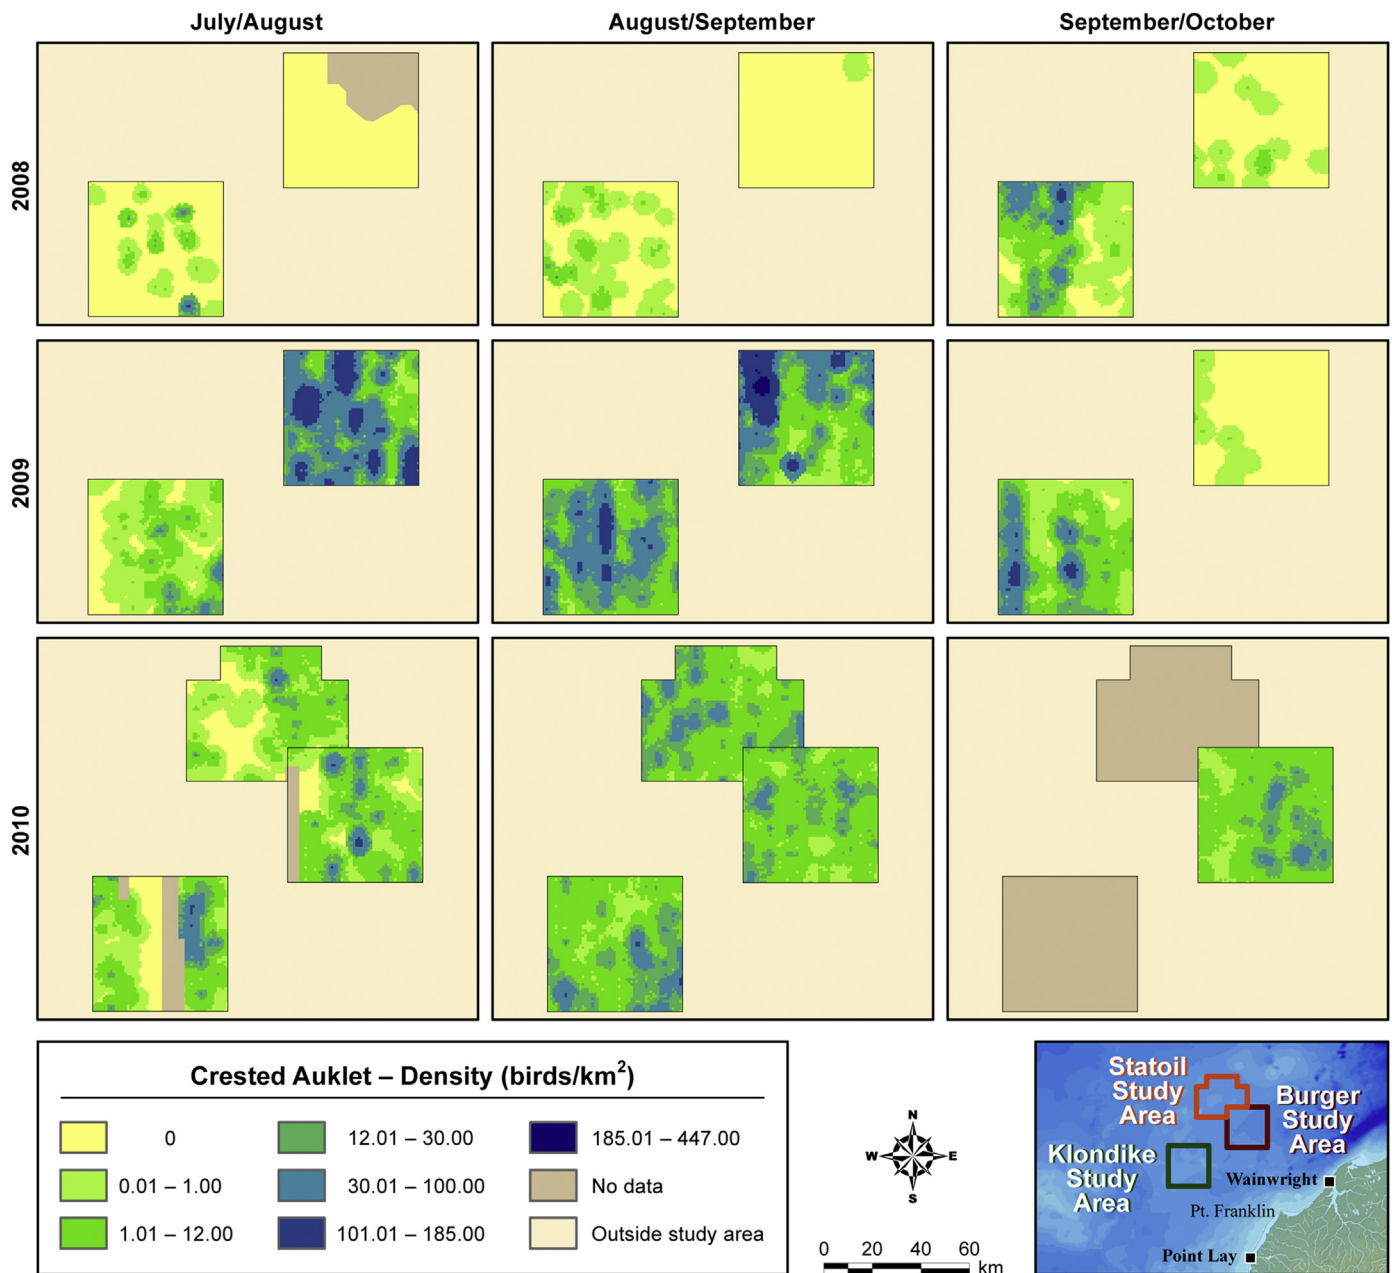 July/August
August/September
September/October
2008
2009
2010
Crested Auklet – Density (birds/km²)
0
0.01 – 1.00
1.01 – 12.00
12.01 – 30.00
30.01 – 100.00
101.01 – 185.00
185.01 – 447.00
No data
Outside study area
N
W
E
S
0 20 40 60
km
Statoil
Study
Area
Burger
Study
Area
Klondike
Study
Area
Wainwright
Pt. Franklin
Point Lay